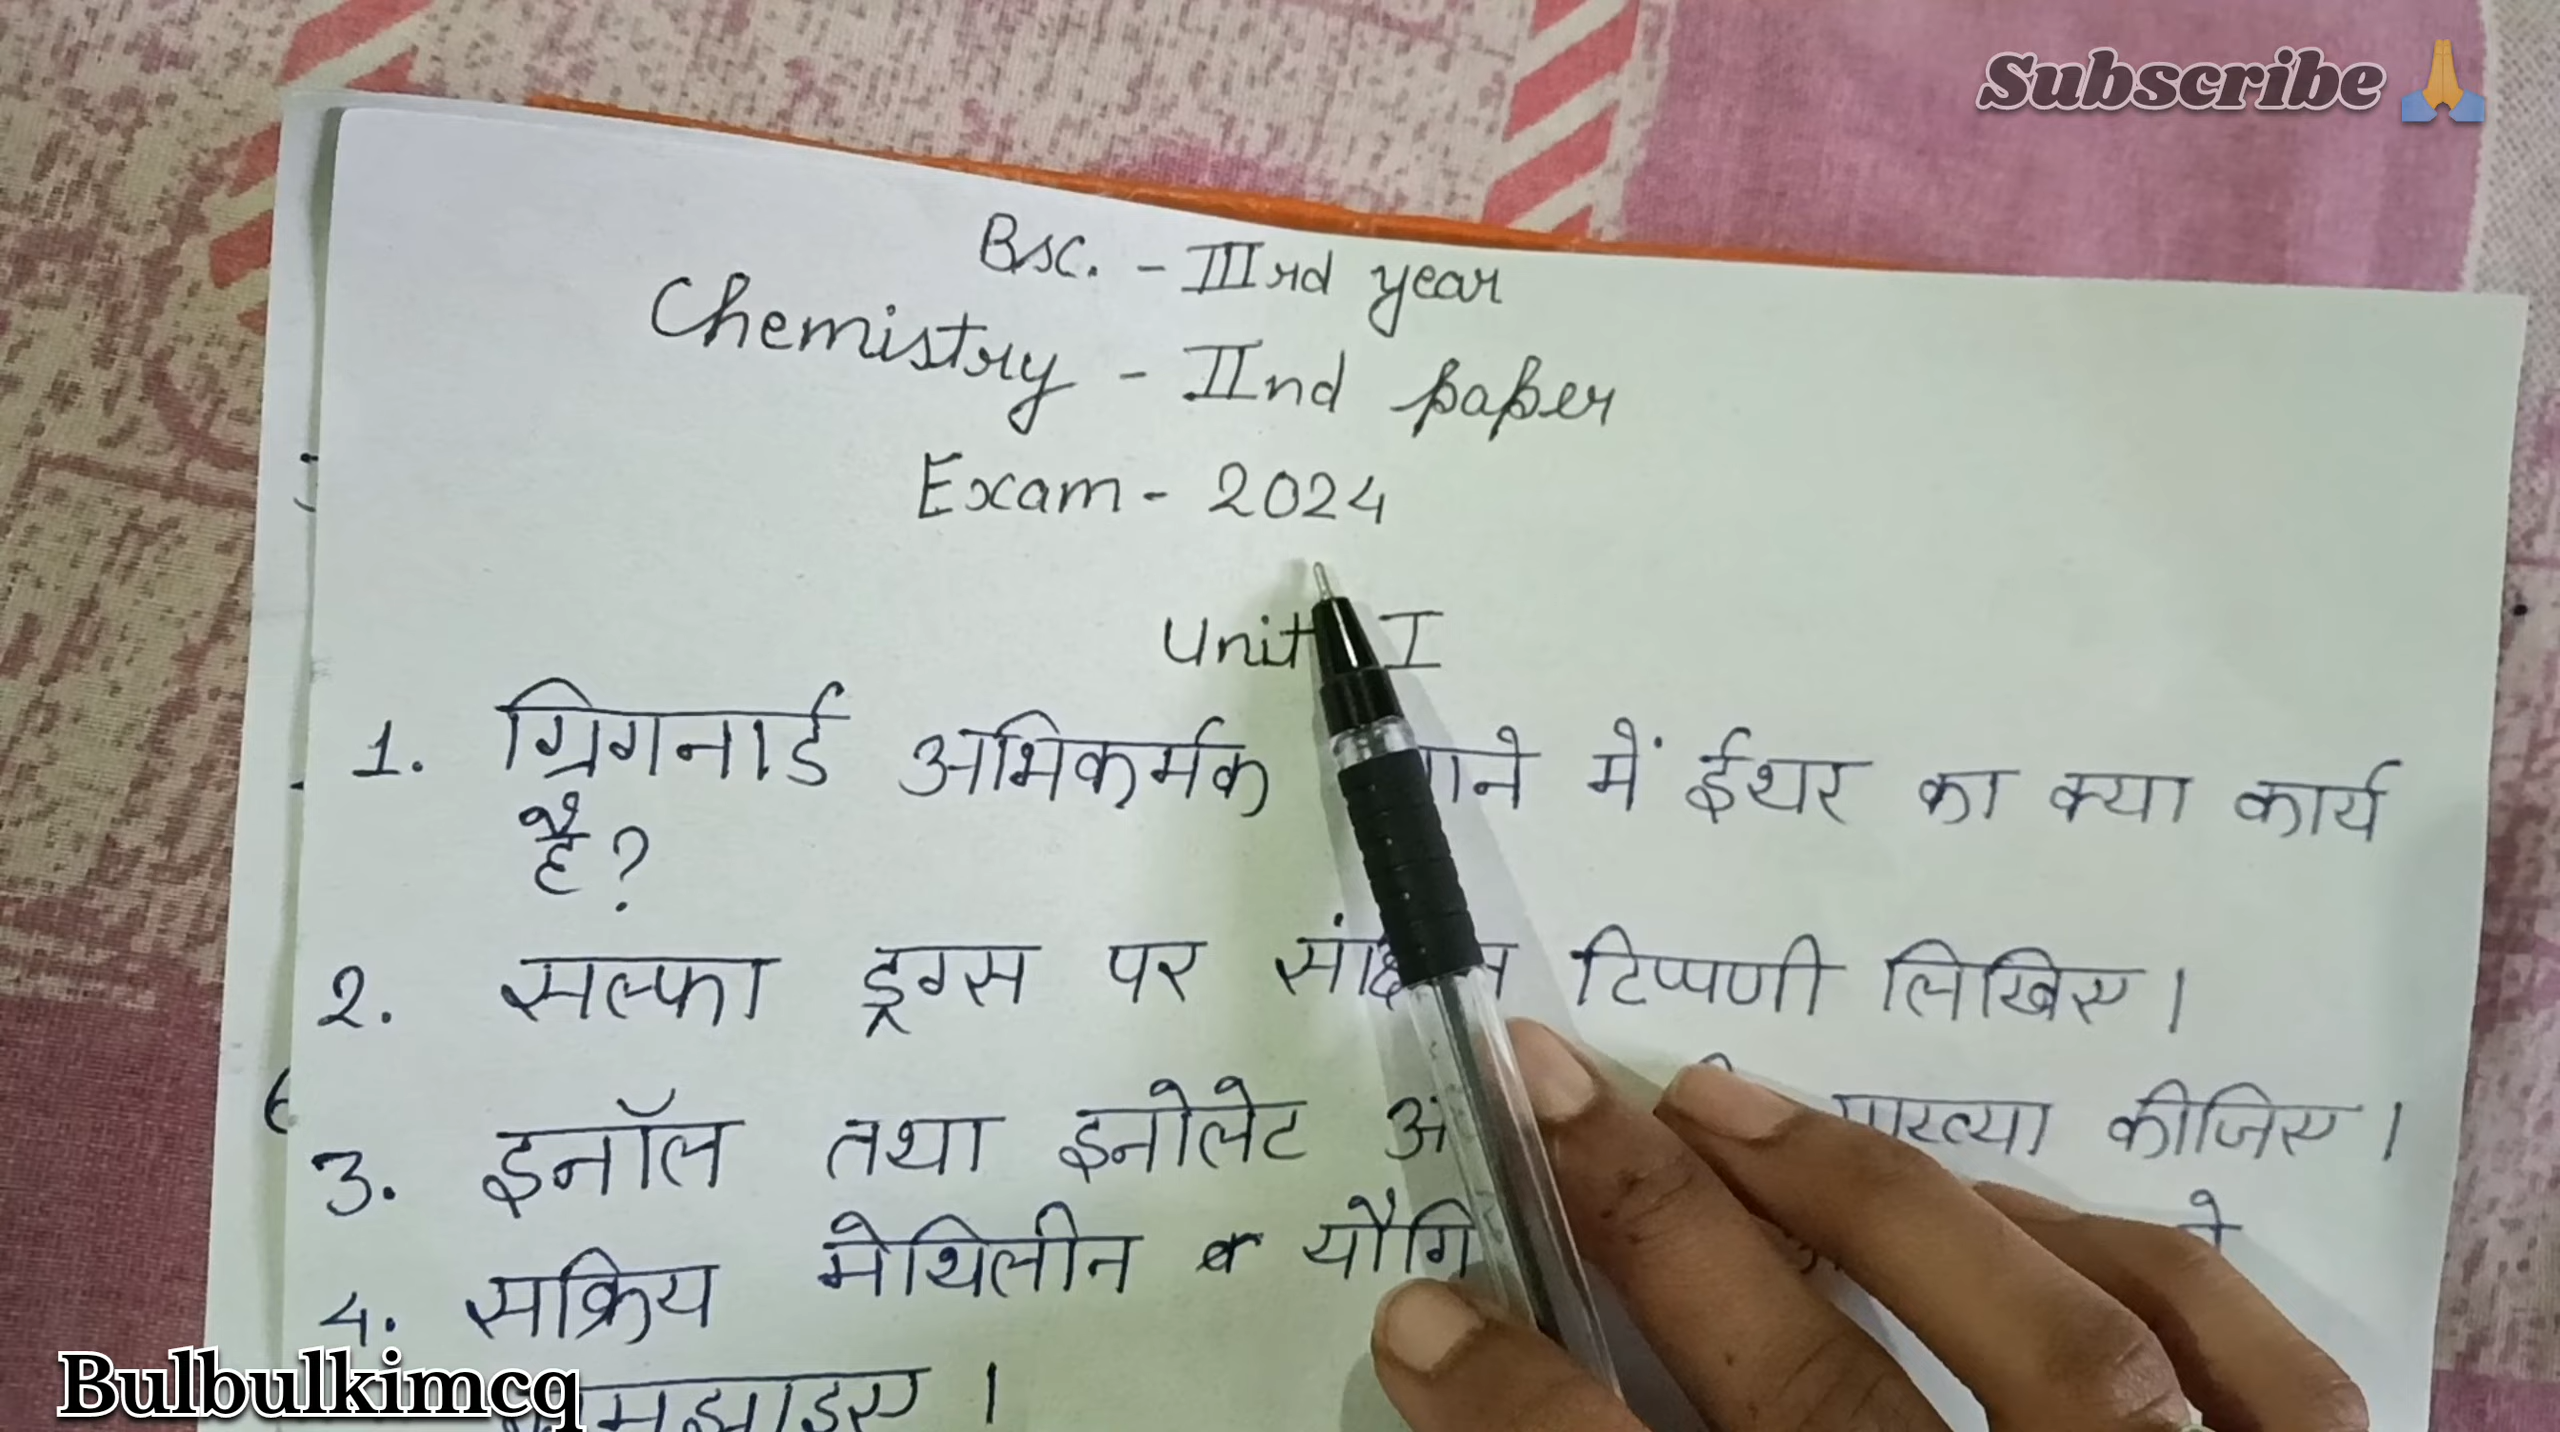 Subscribe 🙏
Bsc. - IIIrd year
Chemistry - IInd paper
Exam - 2024
Unit I
1. ग्रिगनार्ड अभिकर्मक में ईथर का क्या कार्य
है?
2. सल्फा ड्रग्स पर टिप्पणी लिखिए।
3. इनॉल तथा इनोलेट कीजिए।
4. सक्रिय मेथिलीन
Bulbulkimcq